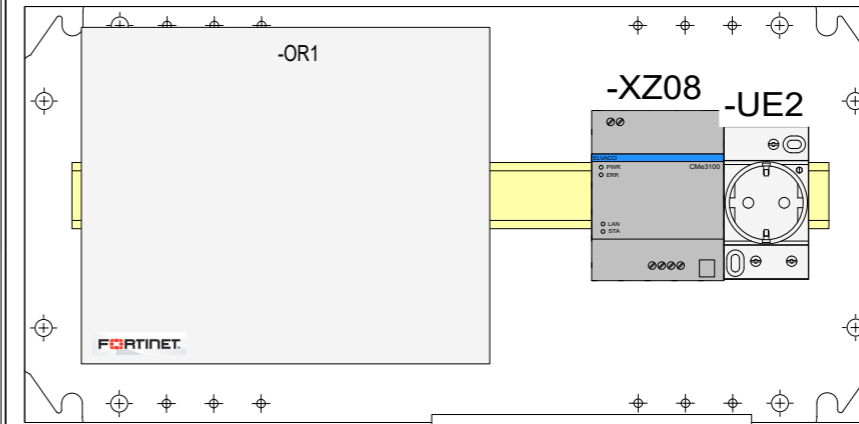 -OR1
-XZ08
-UE2
ELVACO
PWR
CMe3100
ERR
LAN
STA
FORTINET